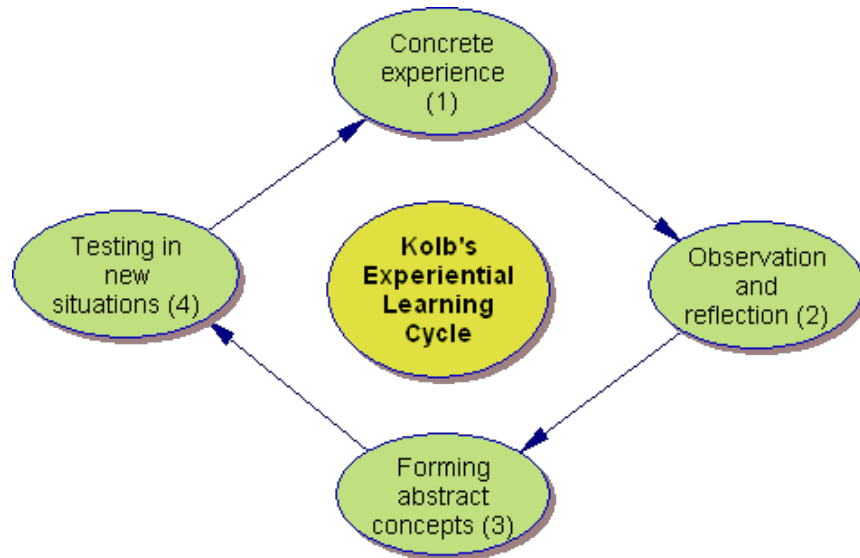 Concrete
experience
(1)
Testing in
new
situations (4)
Kolb's
Experiential
Learning
Cycle
Observation
and
reflection (2)
Forming
abstract
concepts (3)